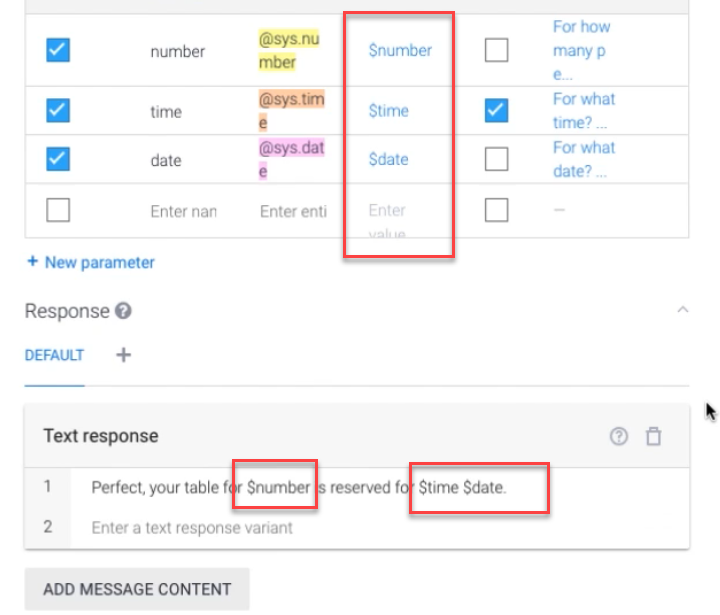 number @sys.nu
mber $number For how
many p
e...
time @sys.tim
e $time For what
time? ...
date @sys.dat
e $date For what
date? ...
Enter nan Enter enti Enter
value —
+ New parameter
Response ?
DEFAULT +
Text response ?
1 Perfect, your table for $number is reserved for $time $date.
2 Enter a text response variant
ADD MESSAGE CONTENT